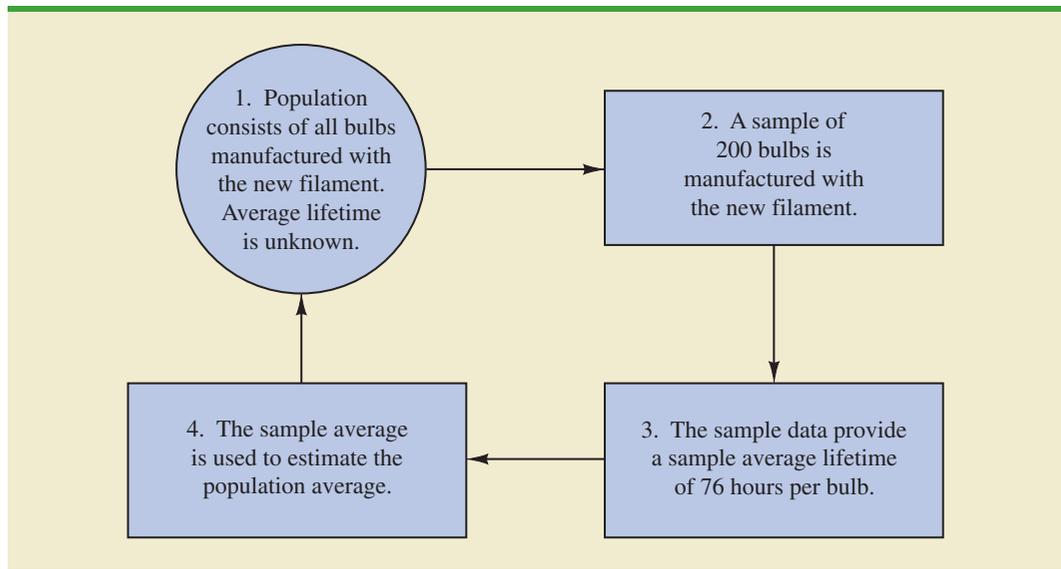 1. Population
consists of all bulbs
manufactured with
the new filament.
Average lifetime
is unknown.
2. A sample of
200 bulbs is
manufactured with
the new filament.
3. The sample data provide
a sample average lifetime
of 76 hours per bulb.
4. The sample average
is used to estimate the
population average.